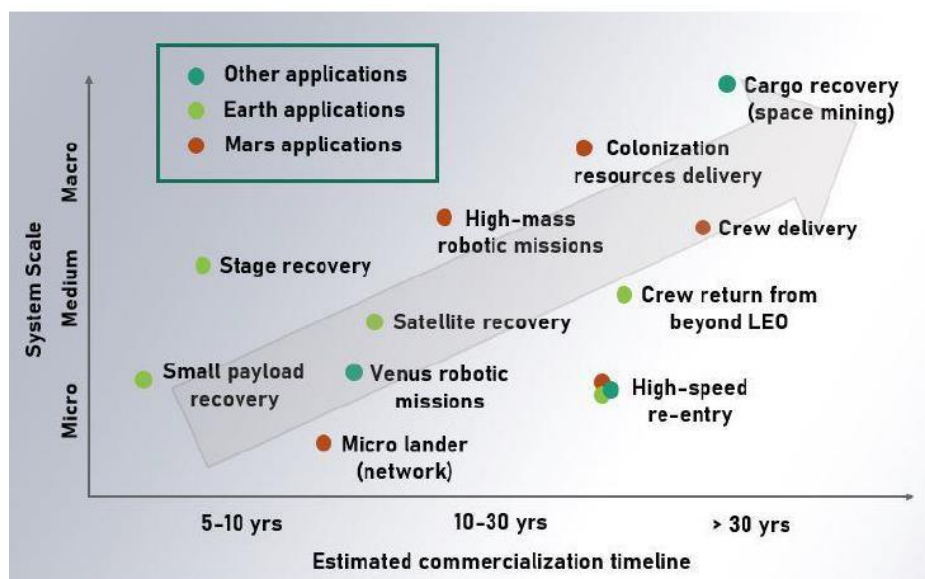 Other applications
Earth applications
Mars applications
Cargo recovery
(space mining)
Colonization
resources delivery
High-mass
robotic missions
Crew delivery
Stage recovery
Crew return from
beyond LEO
Satellite recovery
Small payload
recovery
Venus robotic
missions
High-speed
re-entry
Micro lander
(network)
System Scale
Macro
Medium
Micro
5-10 yrs
10-30 yrs
> 30 yrs
Estimated commercialization timeline